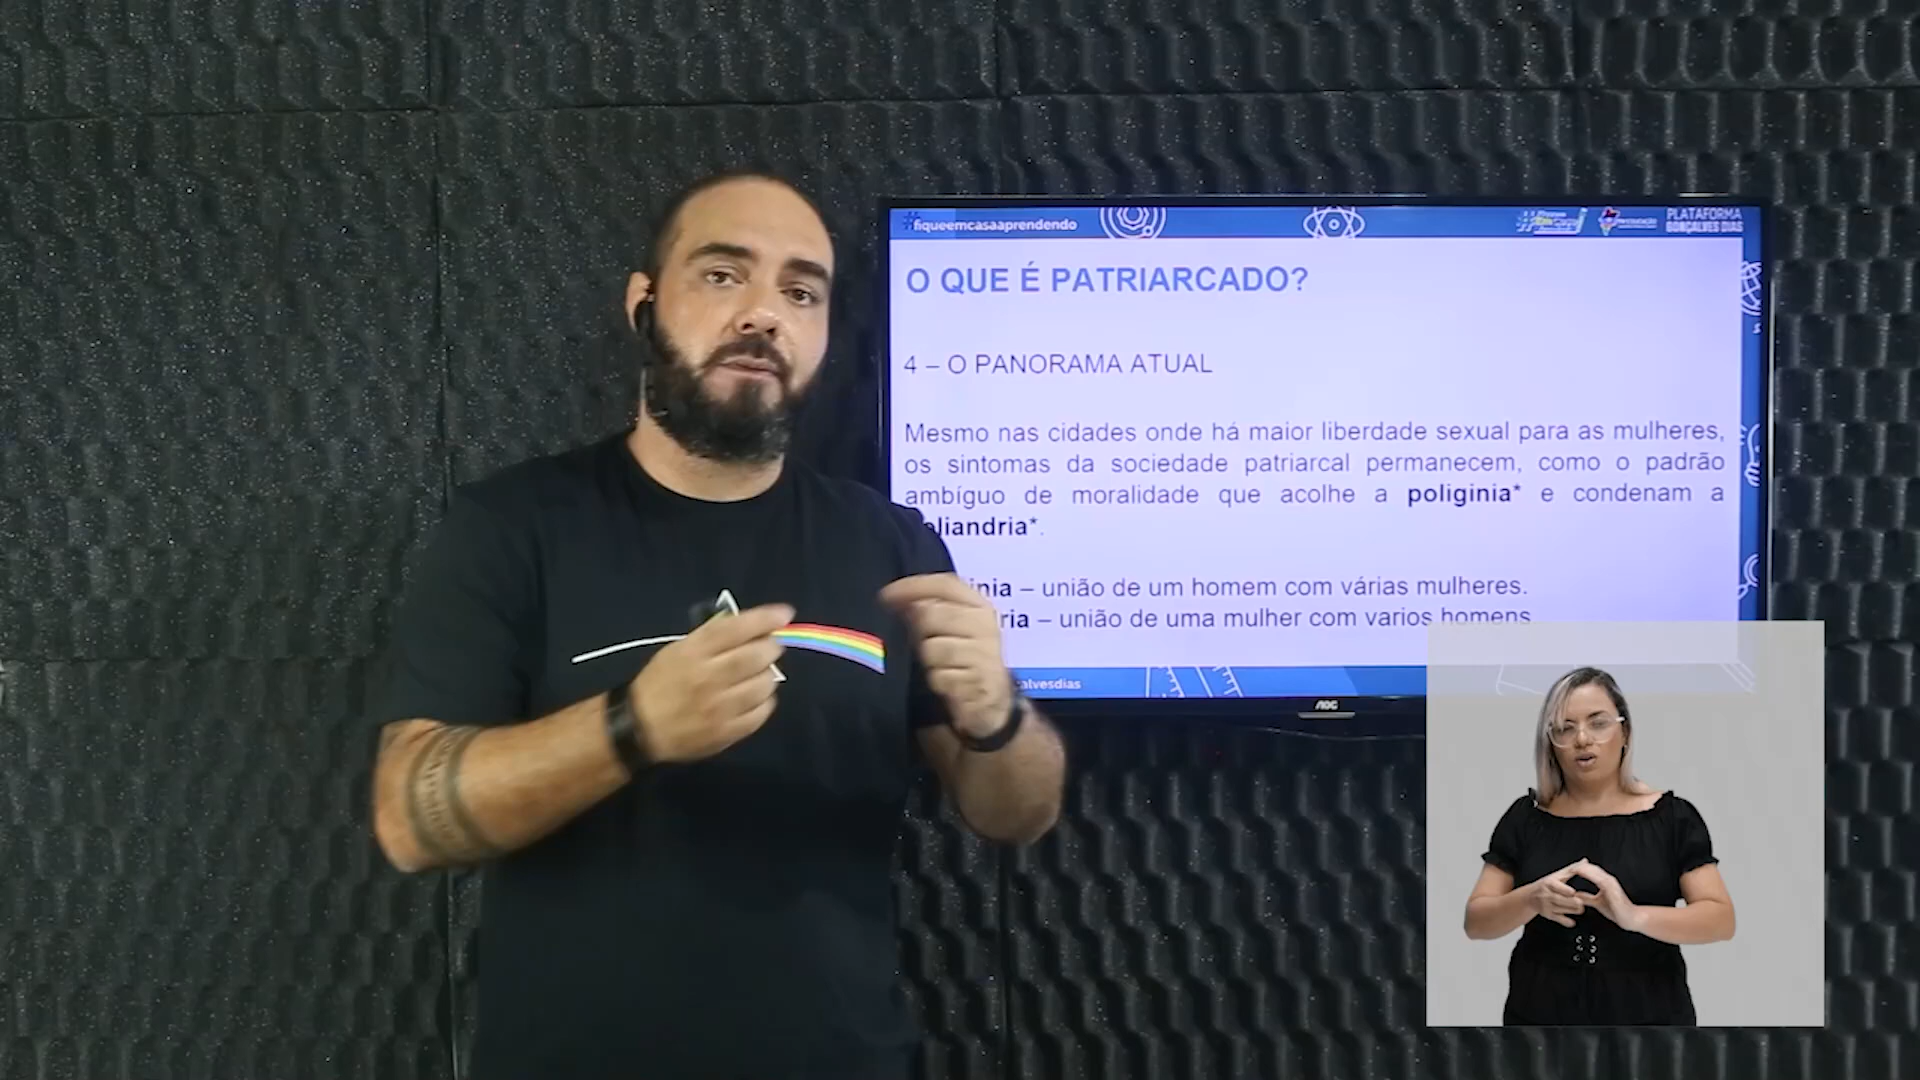 #fiqueemcasaaprendendo
PLATAFORMA
GONÇALVES DIAS
O QUE É PATRIARCADO?
4 – O PANORAMA ATUAL
Mesmo nas cidades onde há maior liberdade sexual para as mulheres,
os sintomas da sociedade patriarcal permanecem, como o padrão
ambíguo de moralidade que acolhe a poliginia* e condenam a
liandria*.
inia – união de um homem com várias mulheres.
ria – união de uma mulher com varios homens
alvesdias
AOC